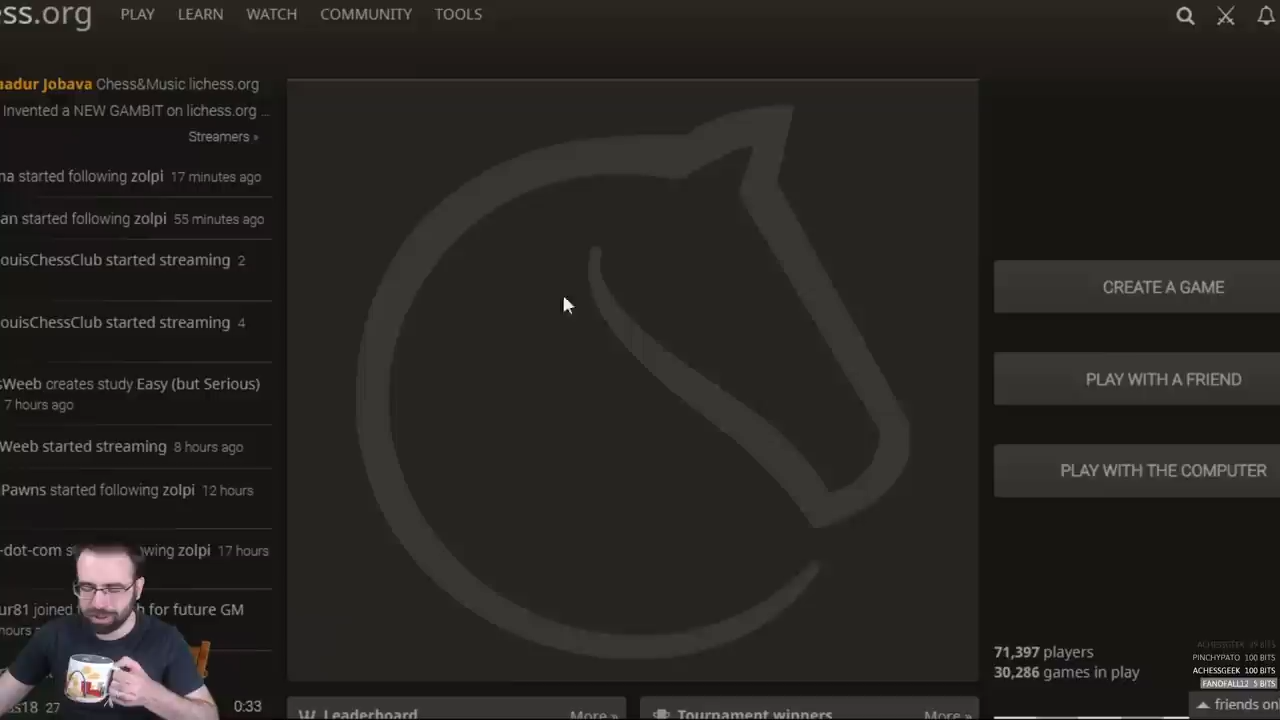 ess.org
PLAY LEARN WATCH COMMUNITY TOOLS
Jobava Chess&Music lichess.org
Invented a NEW GAMBIT on lichess.org ...
Streamers »
started following zolpi 17 minutes ago
started following zolpi 55 minutes ago
ouisChessClub started streaming 2
ouisChessClub started streaming 4
sWeeb creates study Easy (but Serious)
7 hours ago
Weeb started streaming 8 hours ago
Pawns started following zolpi 12 hours
-dot-com zolpi 17 hours
ur81 joined for future GM
27
0:33
CREATE A GAME
PLAY WITH A FRIEND
PLAY WITH THE COMPUTER
71,397 players
30,286 games in play
PINCHYPATO 100 BITS
ACHESSGEEK 100 BITS
FANDFALL12 5 BITS
friends on
Leaderboard More »
Tournament winners More »